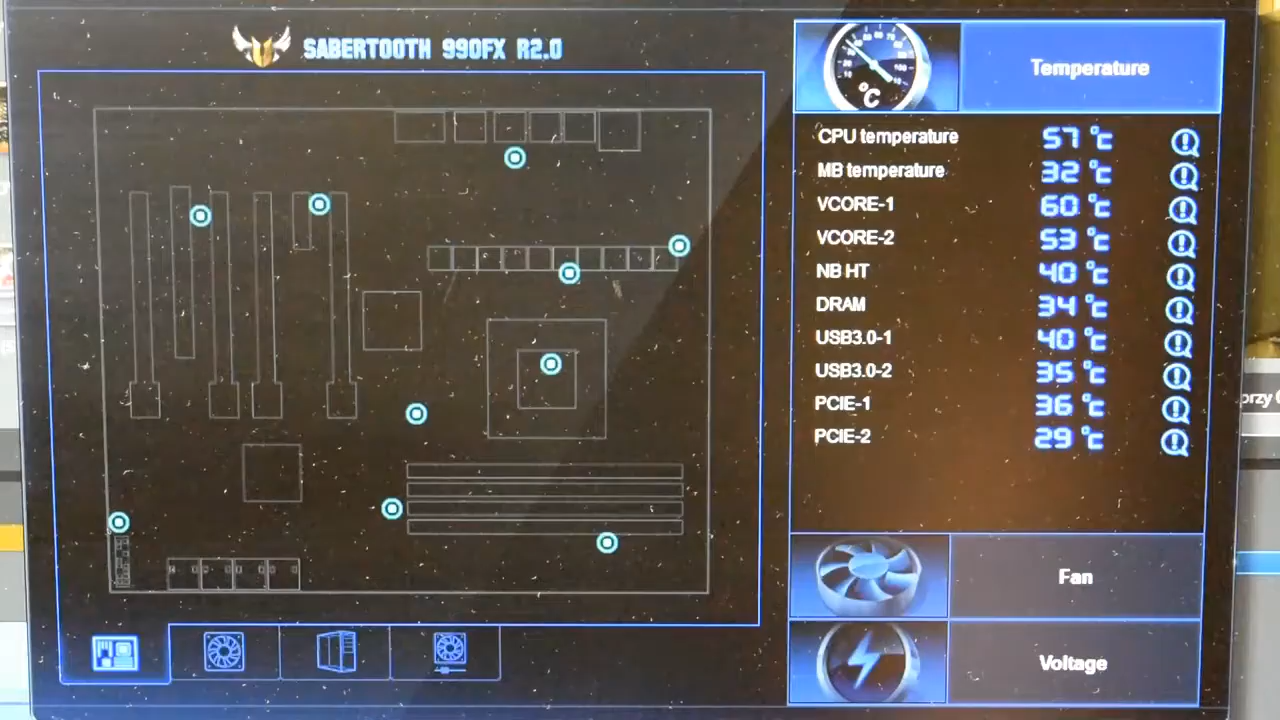 SABERTOOTH 990FX R2.0
°C
Temperature
CPU temperature 57 °C
MB temperature 32 °C
VCORE-1 60 °C
VCORE-2 53 °C
NB HT 40 °C
DRAM 34 °C
USB3.0-1 40 °C
USB3.0-2 35 °C
PCIE-1 36 °C
PCIE-2 29 °C
Fan
Voltage